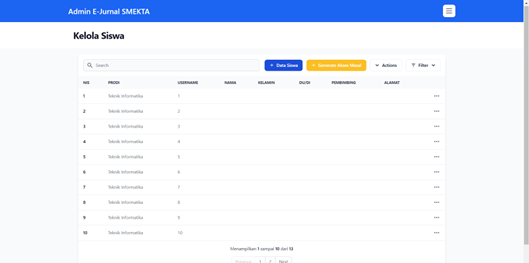 Admin E-Jurnal SMEKTA
Kelola Siswa
Search
+ Data Siswa
+ Generate Akses Masal
Actions
Filter
NIS PRODI USERNAME NAMA KELAMIN DU/DI PEMBIMBING ALAMAT
1 Teknik Informatika 1
2 Teknik Informatika 2
3 Teknik Informatika 3
4 Teknik Informatika 4
5 Teknik Informatika 5
6 Teknik Informatika 6
7 Teknik Informatika 7
8 Teknik Informatika 8
9 Teknik Informatika 9
10 Teknik Informatika 10
Menampilkan 1 sampai 10 dari 13
Previous 1 2 Next